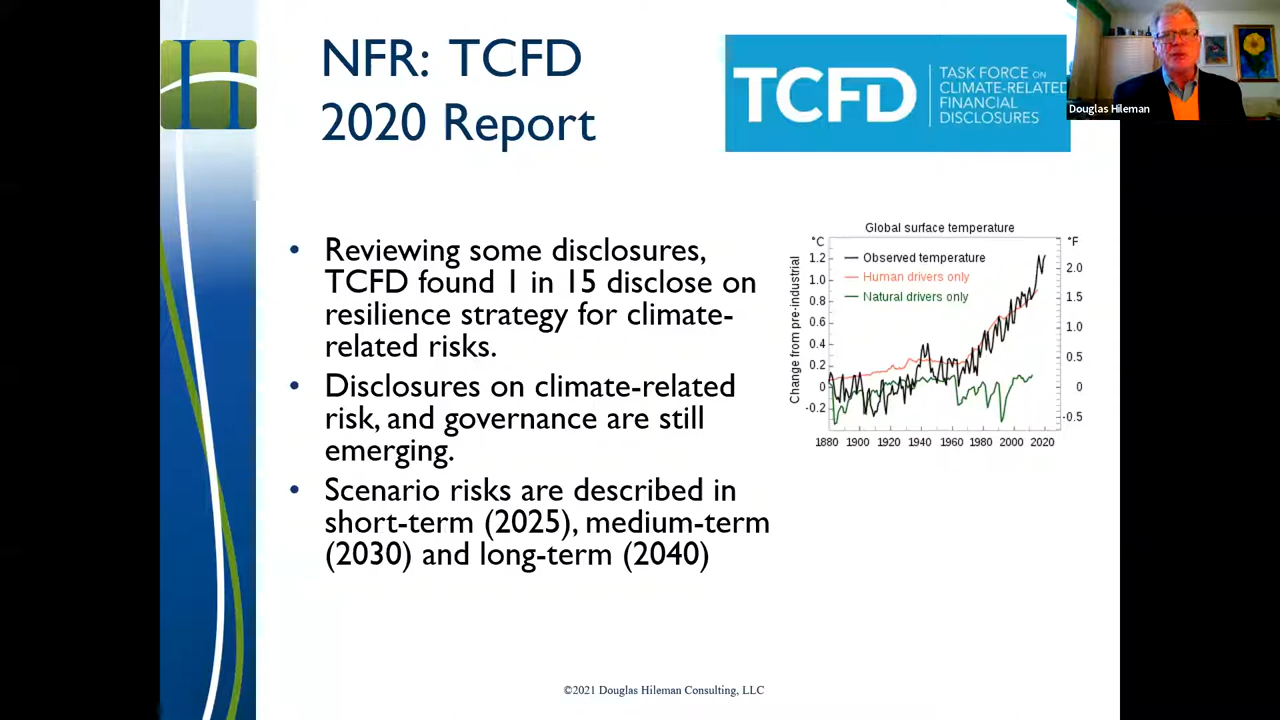 NFR: TCFD
2020 Report
TCFD
TASK FORCE ON
CLIMATE-RELATED
FINANCIAL
DISCLOSURES
Douglas Hileman
• Reviewing some disclosures,
TCFD found 1 in 15 disclose on
resilience strategy for climate-
related risks.
• Disclosures on climate-related
risk, and governance are still
emerging.
• Scenario risks are described in
short-term (2025), medium-term
(2030) and long-term (2040)
Global surface temperature
°C
°F
Observed temperature
Human drivers only
Natural drivers only
Change from pre-industrial
1.2
1.0
0.8
0.6
0.4
0.2
0
-0.2
2.0
1.5
1.0
0.5
0
-0.5
1880 1900 1920 1940 1960 1980 2000 2020
©2021 Douglas Hileman Consulting, LLC